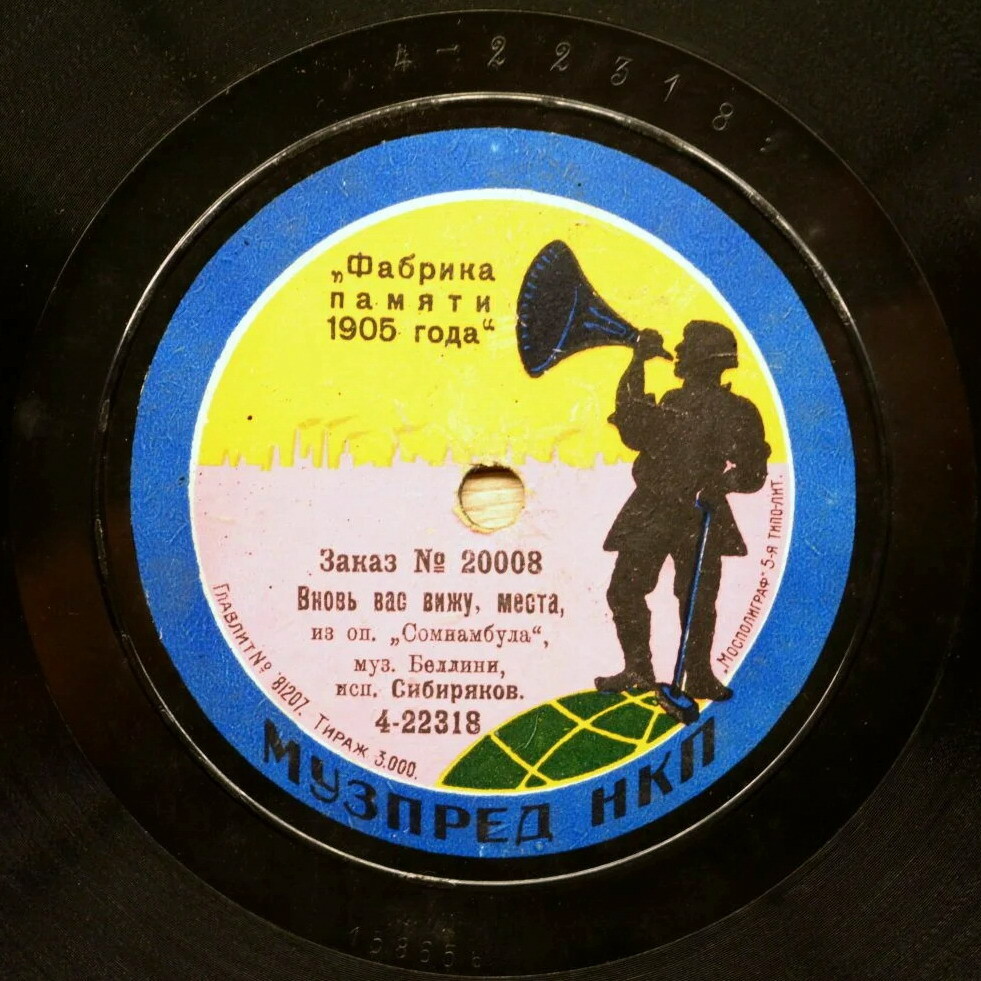 4-22318
„Фабрика
памяти
1905 года“
Заказ № 20008
Вновь вас вижу, места,
из оп. „Сомнамбула“,
муз. Беллини,
исп. Сибиряков.
4-22318
Главлит № 81207. Тираж 3.000.
„Мосполиграф“ 5-я типо-лит.
МУЗПРЕД НКП